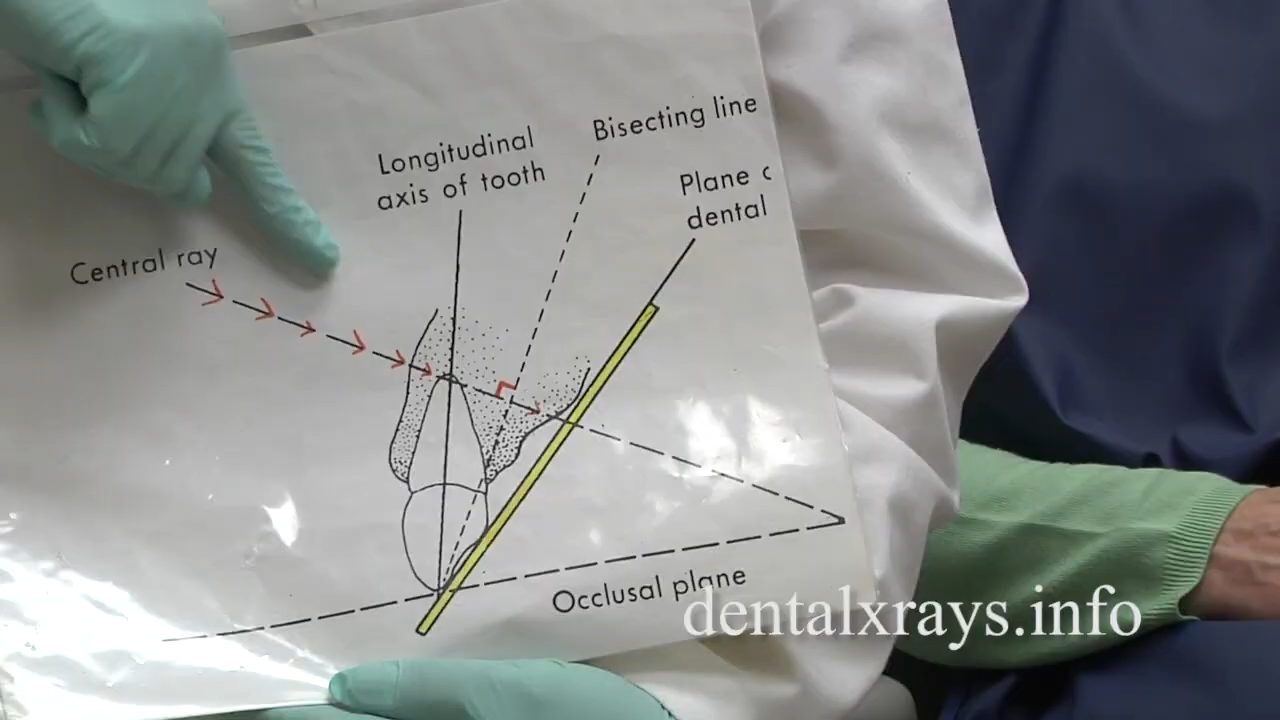 Bisecting line
Longitudinal
axis of tooth
Plane
dental
Central ray
Occlusal plane
dentalxrays.info